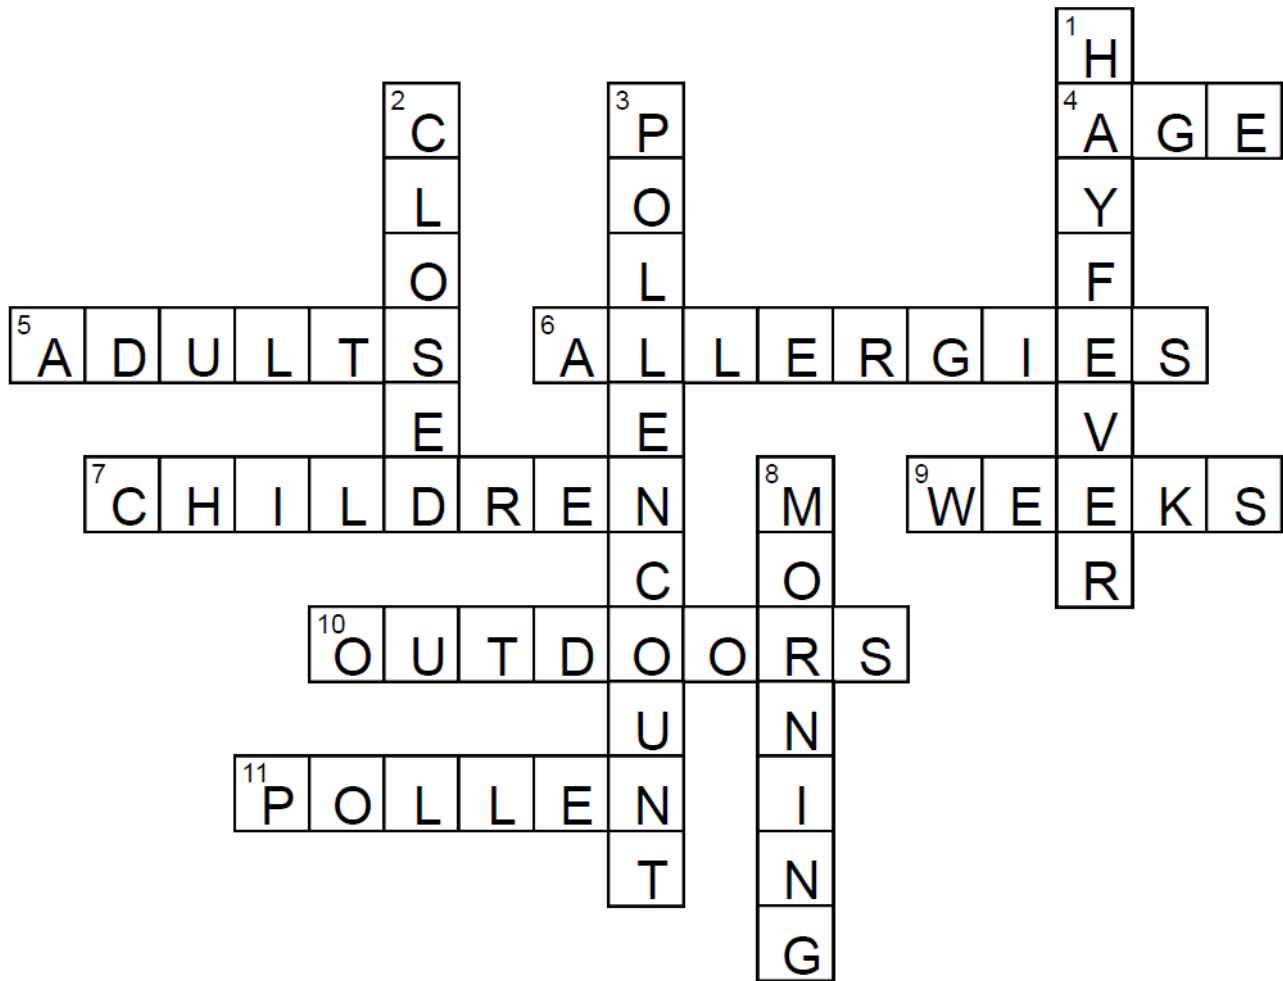 1 H
2 C 3 P 4 A G E
L O Y
O L F
5 A D U L T S 6 A L L E R G I E S
E E V
7 C H I L D R E N 8 M 9 W E E K S
C O R
10 O U T D O O R S
U N
11 P O L L E N I
T N
G